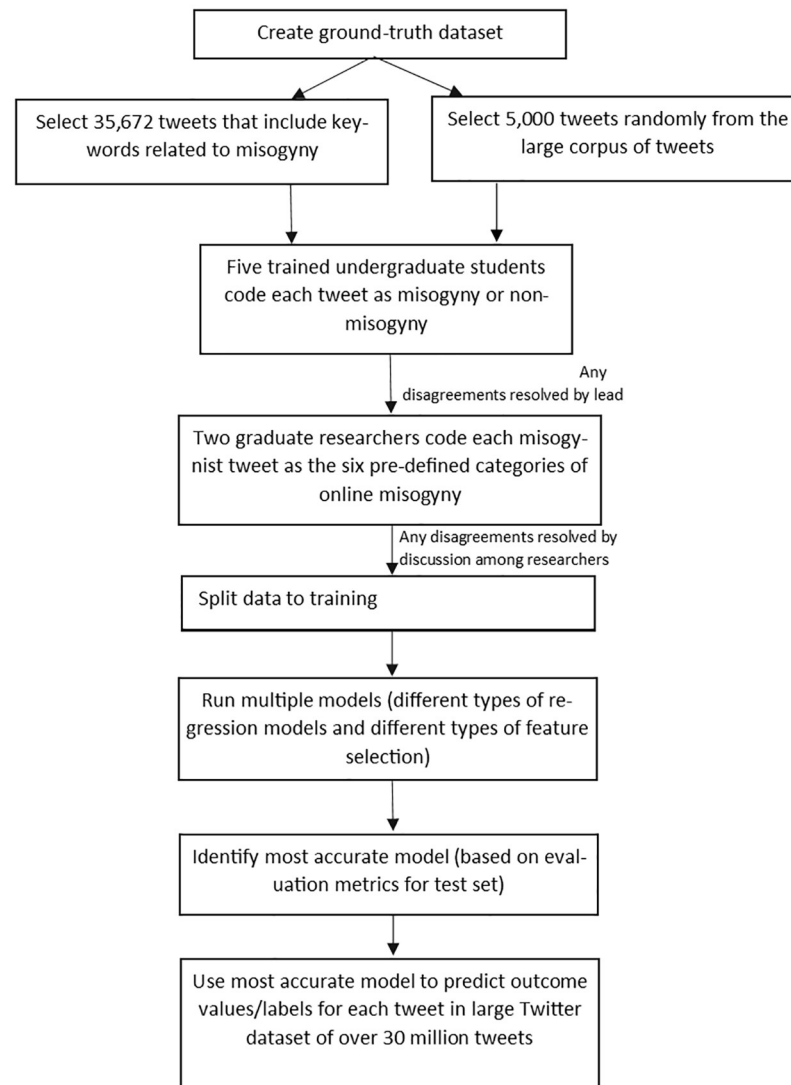 Create ground-truth dataset
Select 35,672 tweets that include key-
words related to misogyny
Select 5,000 tweets randomly from the
large corpus of tweets
Five trained undergraduate students
code each tweet as misogyny or non-
misogyny
Any
disagreements resolved by lead
Two graduate researchers code each misogy-
nist tweet as the six pre-defined categories of
online misogyny
Any disagreements resolved by
discussion among researchers
Split data to training
Run multiple models (different types of re-
gression models and different types of feature
selection)
Identify most accurate model (based on eval-
uation metrics for test set)
Use most accurate model to predict outcome
values/labels for each tweet in large Twitter
dataset of over 30 million tweets